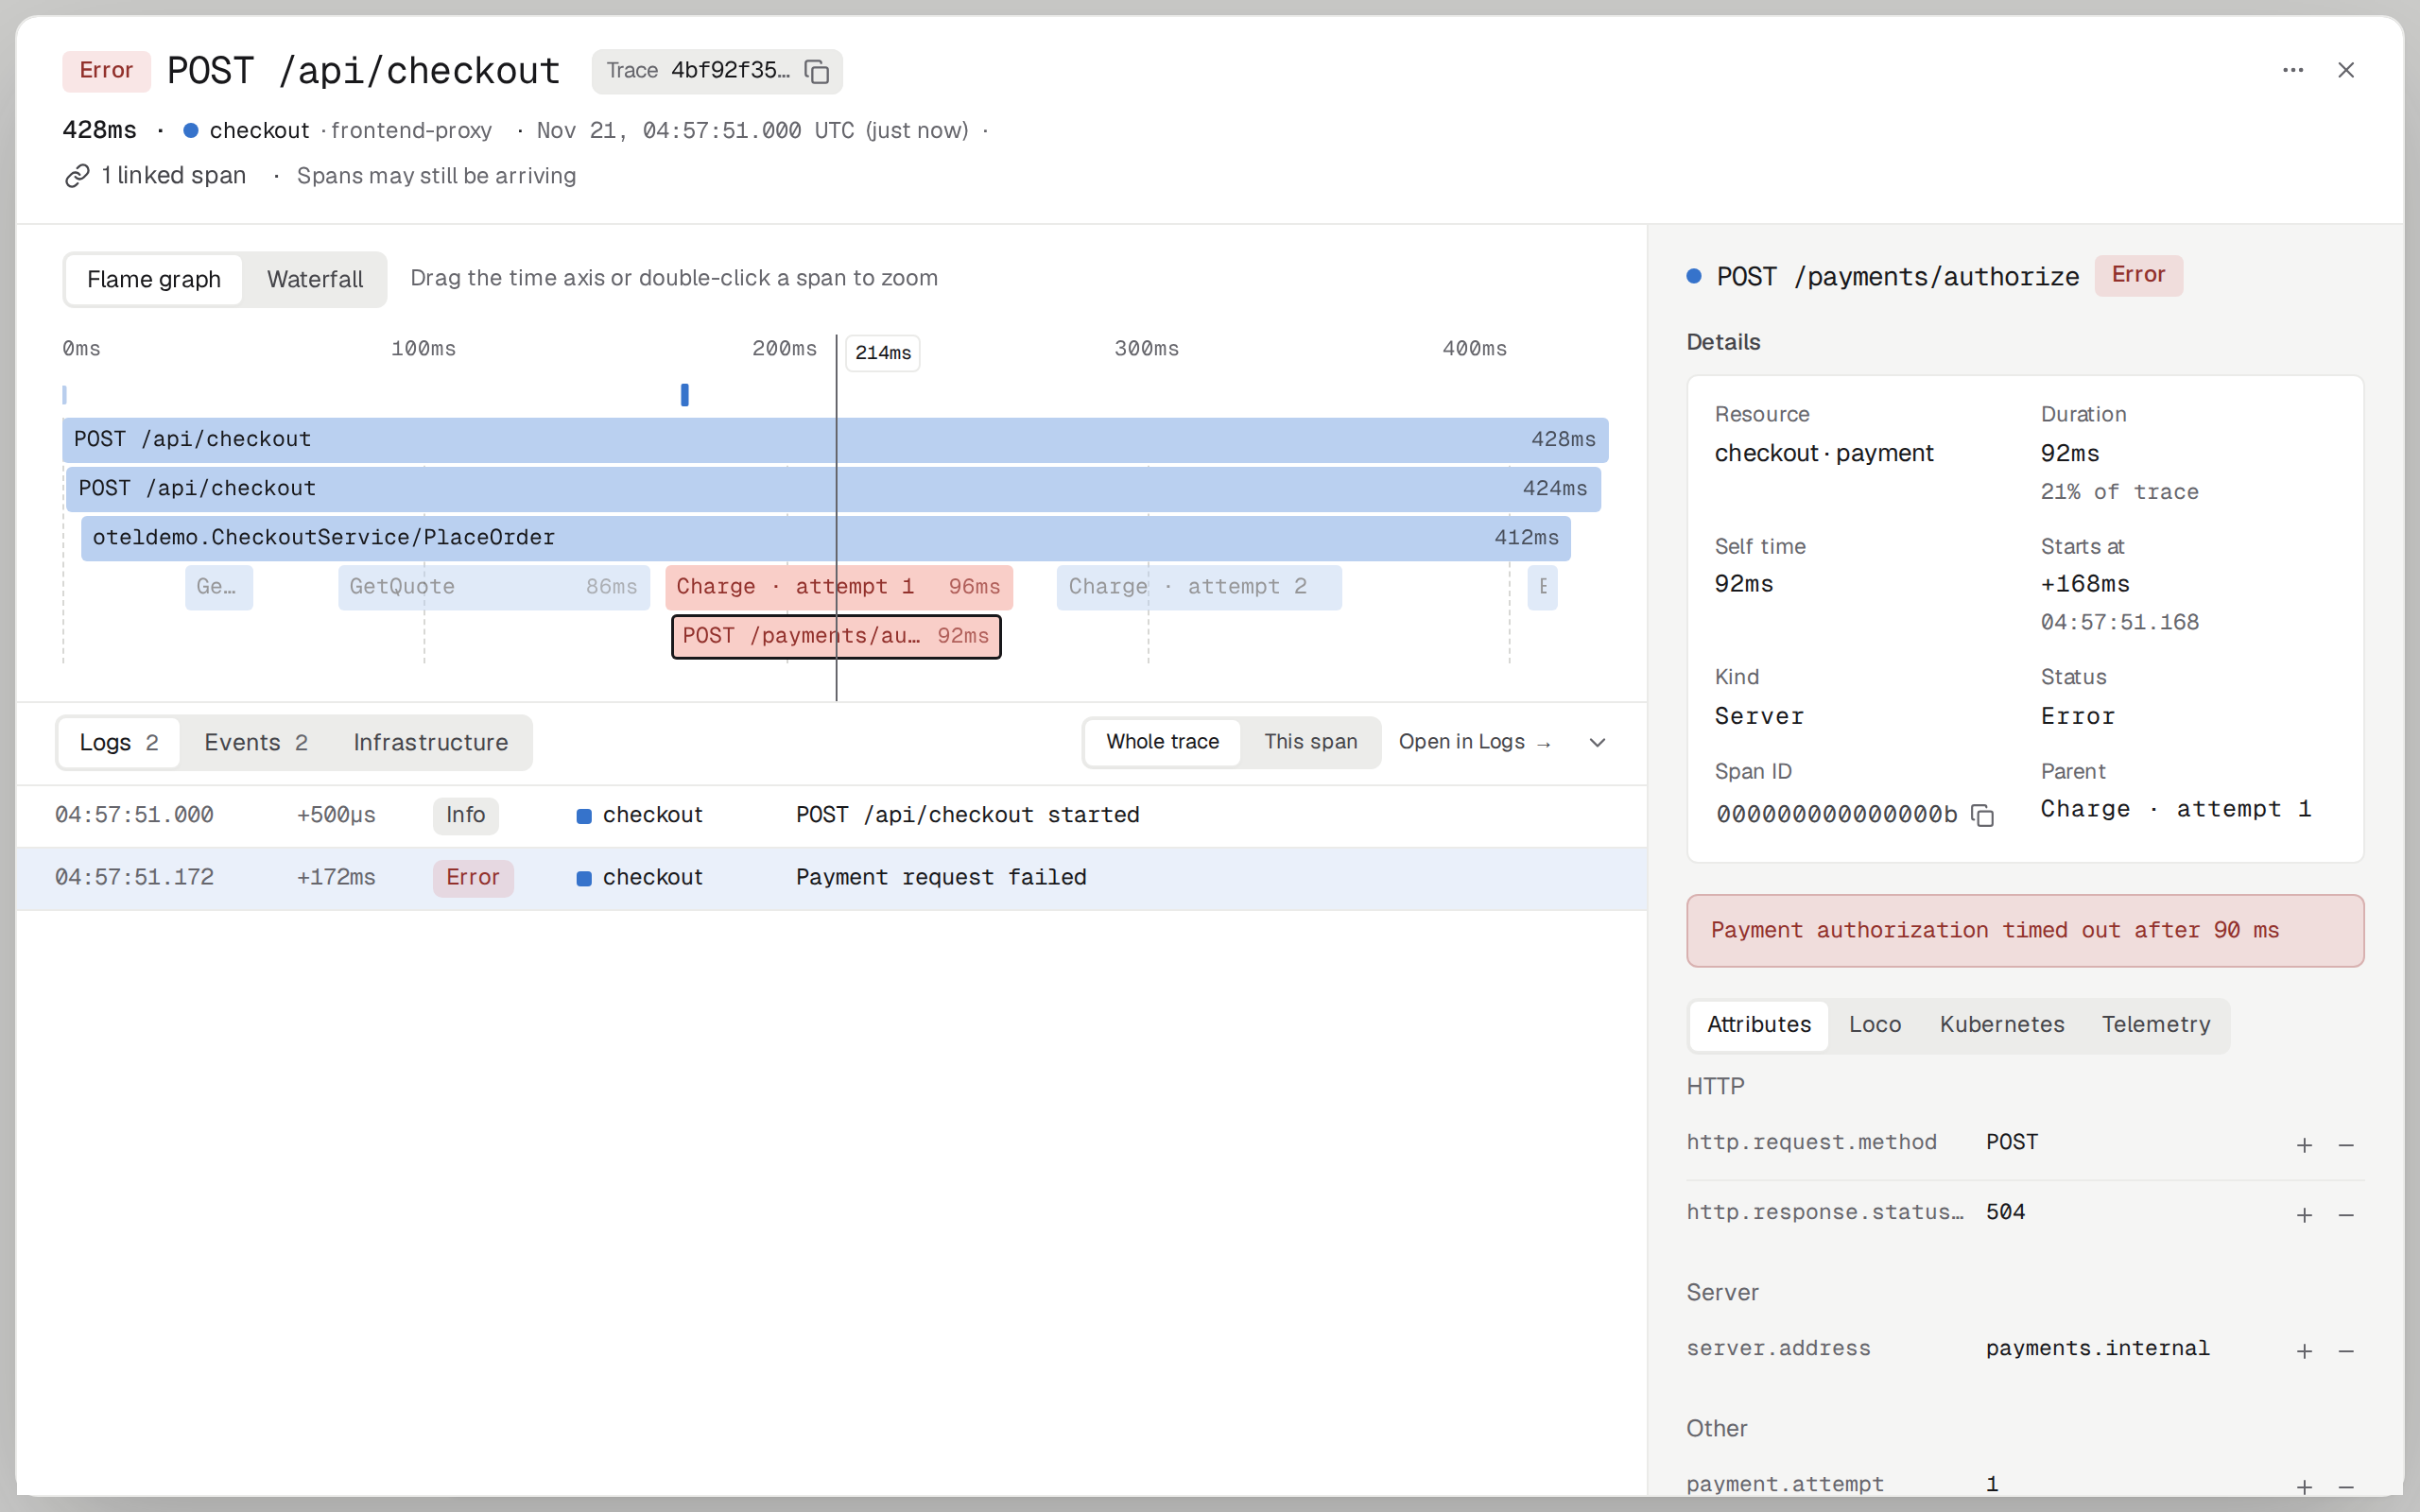 Error POST /api/checkout Trace 4bf92f35…
428ms · checkout · frontend-proxy · Nov 21, 04:57:51.000 UTC (just now) ·
1 linked span · Spans may still be arriving
Flame graph Waterfall Drag the time axis or double-click a span to zoom
0ms 100ms 200ms 214ms 300ms 400ms
POST /api/checkout 428ms
POST /api/checkout 424ms
oteldemo.CheckoutService/PlaceOrder 412ms
Ge… GetQuote 86ms Charge · attempt 1 96ms Charge · attempt 2 E
POST /payments/au… 92ms
Logs 2 Events 2 Infrastructure Whole trace This span Open in Logs →
04:57:51.000 +500µs Info checkout POST /api/checkout started
04:57:51.172 +172ms Error checkout Payment request failed
POST /payments/authorize Error
Details
Resource Duration
checkout · payment 92ms
21% of trace
Self time Starts at
92ms +168ms
04:57:51.168
Kind Status
Server Error
Span ID Parent
000000000000000b Charge · attempt 1
Payment authorization timed out after 90 ms
Attributes Loco Kubernetes Telemetry
HTTP
http.request.method POST + −
http.response.status… 504 + −
Server
server.address payments.internal + −
Other
payment.attempt 1 + −